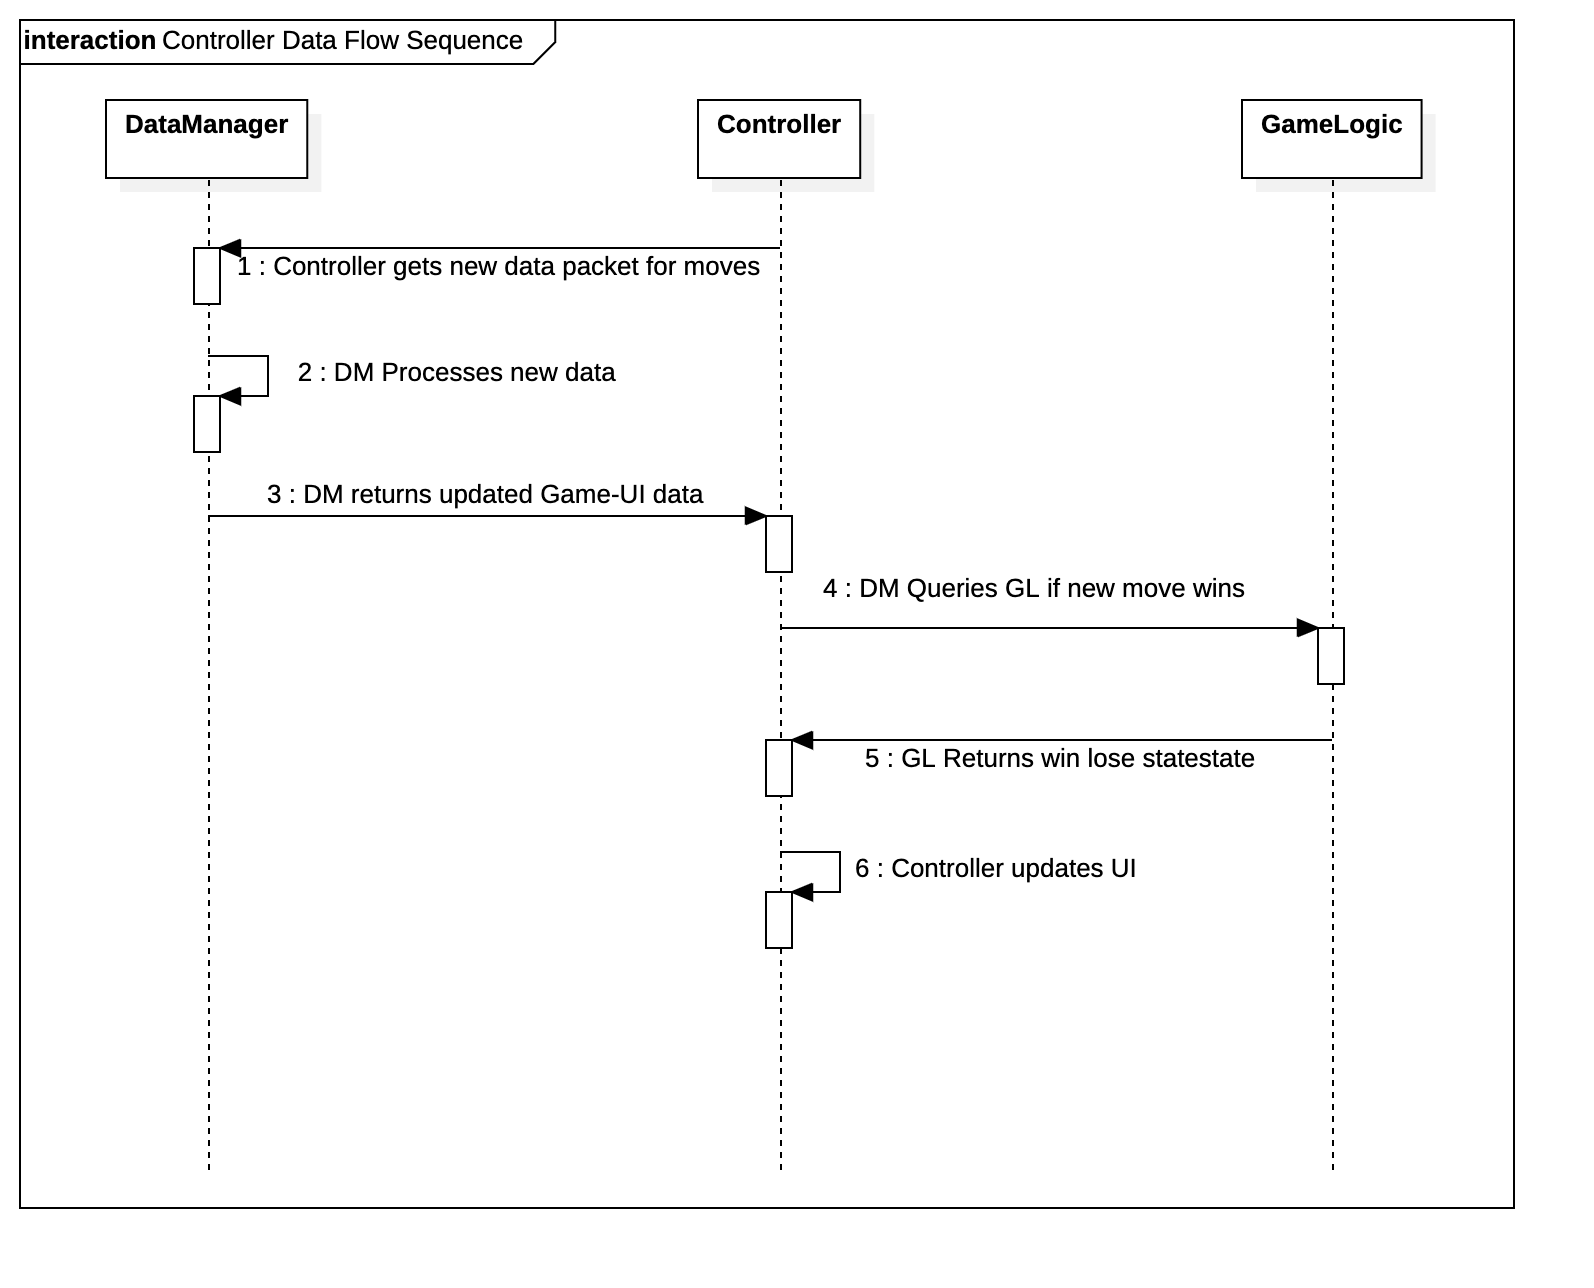 interaction Controller Data Flow Sequence
DataManager
Controller
GameLogic
1 : Controller gets new data packet for moves
2 : DM Processes new data
3 : DM returns updated Game-UI data
4 : DM Queries GL if new move wins
5 : GL Returns win lose statestate
6 : Controller updates UI